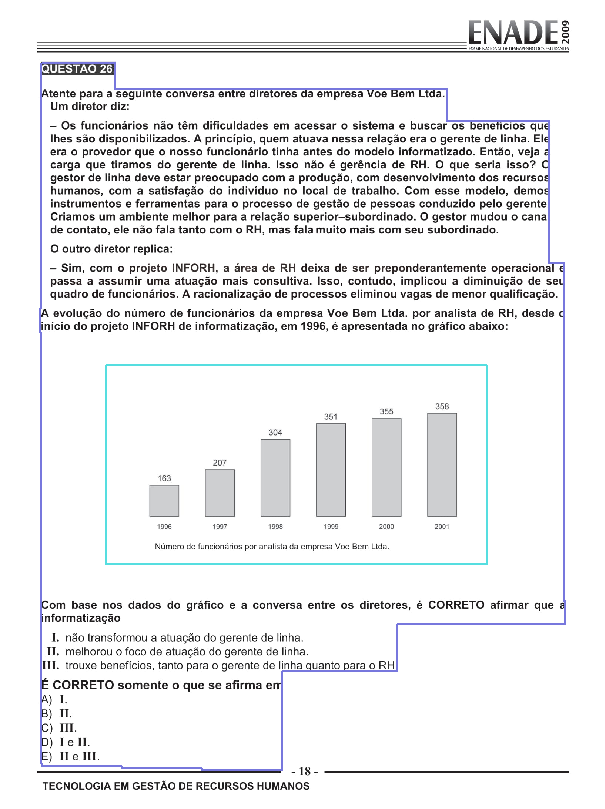 ENADE 2009
EXAME NACIONAL DE DESEMPENHO DOS ESTUDANTES
QUESTÃO 26
Atente para a seguinte conversa entre diretores da empresa Voe Bem Ltda.
Um diretor diz:
– Os funcionários não têm dificuldades em acessar o sistema e buscar os benefícios que
lhes são disponibilizados. A princípio, quem atuava nessa relação era o gerente de linha. Ele
era o provedor que o nosso funcionário tinha antes do modelo informatizado. Então, veja a
carga que tiramos do gerente de linha. Isso não é gerência de RH. O que seria isso? O
gestor de linha deve estar preocupado com a produção, com desenvolvimento dos recursos
humanos, com a satisfação do indivíduo no local de trabalho. Com esse modelo, demos
instrumentos e ferramentas para o processo de gestão de pessoas conduzido pelo gerente.
Criamos um ambiente melhor para a relação superior–subordinado. O gestor mudou o canal
de contato, ele não fala tanto com o RH, mas fala muito mais com seu subordinado.
O outro diretor replica:
– Sim, com o projeto INFORH, a área de RH deixa de ser preponderantemente operacional e
passa a assumir uma atuação mais consultiva. Isso, contudo, implicou a diminuição de seu
quadro de funcionários. A racionalização de processos eliminou vagas de menor qualificação.
A evolução do número de funcionários da empresa Voe Bem Ltda. por analista de RH, desde o
início do projeto INFORH de informatização, em 1996, é apresentada no gráfico abaixo:
163 207 304 351 355 358
1996 1997 1998 1999 2000 2001
Número de funcionários por analista da empresa Voe Bem Ltda.
Com base nos dados do gráfico e a conversa entre os diretores, é CORRETO afirmar que a
informatização
I. não transformou a atuação do gerente de linha.
II. melhorou o foco de atuação do gerente de linha.
III. trouxe benefícios, tanto para o gerente de linha quanto para o RH.
É CORRETO somente o que se afirma em
A) I.
B) II.
C) III.
D) I e II.
E) II e III.
- 18 -
TECNOLOGIA EM GESTÃO DE RECURSOS HUMANOS